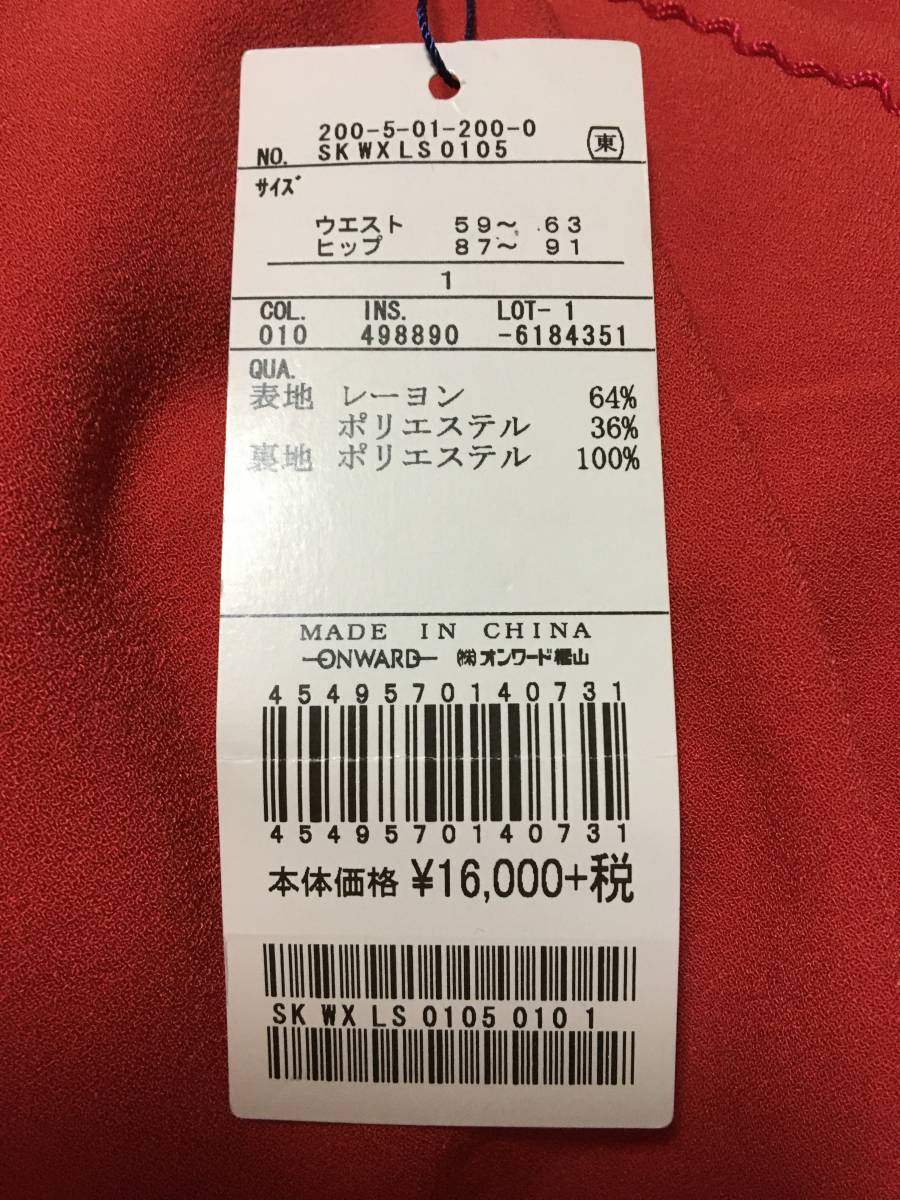 200-5-01-200-0
NO. SK WX LS 0105 東
サイズ
ウエスト 59～ 63
ヒップ 87～ 91
1
COL. INS. LOT- 1
010 498890 -6184351
QUA.
表地 レーヨン 64%
ポリエステル 36%
裏地 ポリエステル 100%
MADE IN CHINA
ONWARD ㈱オンワード樫山
4549570140731
4549570140731
本体価格 ¥16,000+税
SK WX LS 0105 010 1